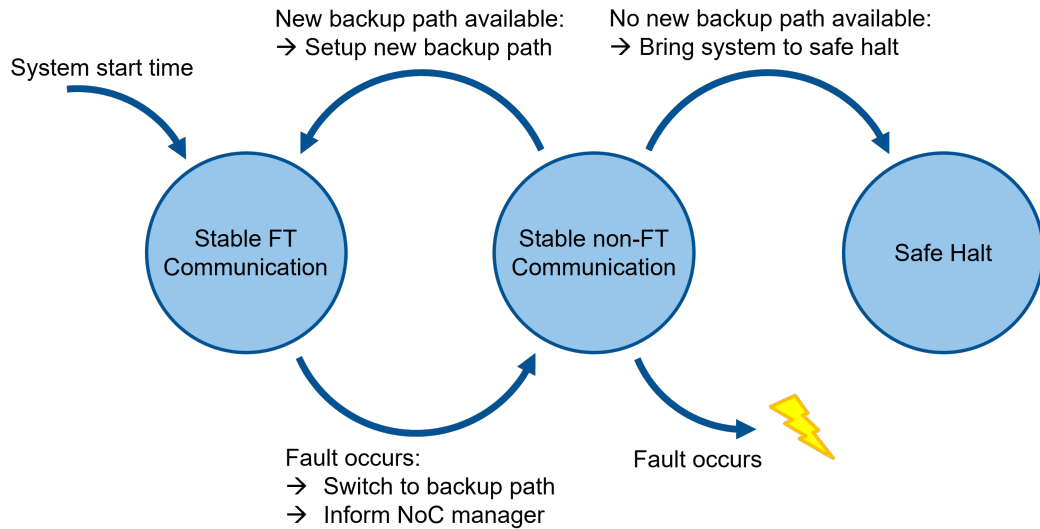 New backup path available:
→ Setup new backup path
No new backup path available:
→ Bring system to safe halt
System start time
Stable FT
Communication
Stable non-FT
Communication
Safe Halt
Fault occurs:
→ Switch to backup path
→ Inform NoC manager
Fault occurs